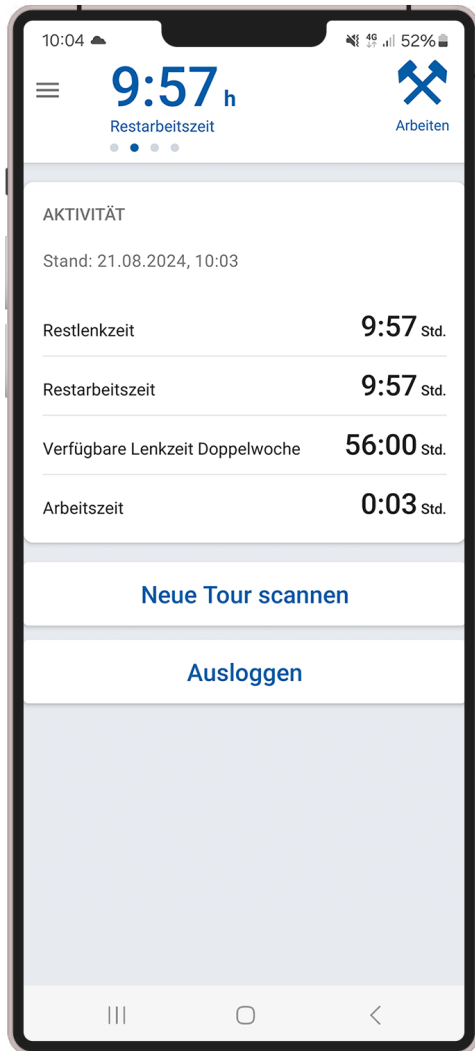 10:04
4G
52%
9:57 h
Restarbeitszeit
Arbeiten
AKTIVITÄT
Stand: 21.08.2024, 10:03
Restlenkzeit 9:57 Std.
Restarbeitszeit 9:57 Std.
Verfügbare Lenkzeit Doppelwoche 56:00 Std.
Arbeitszeit 0:03 Std.
Neue Tour scannen
Ausloggen